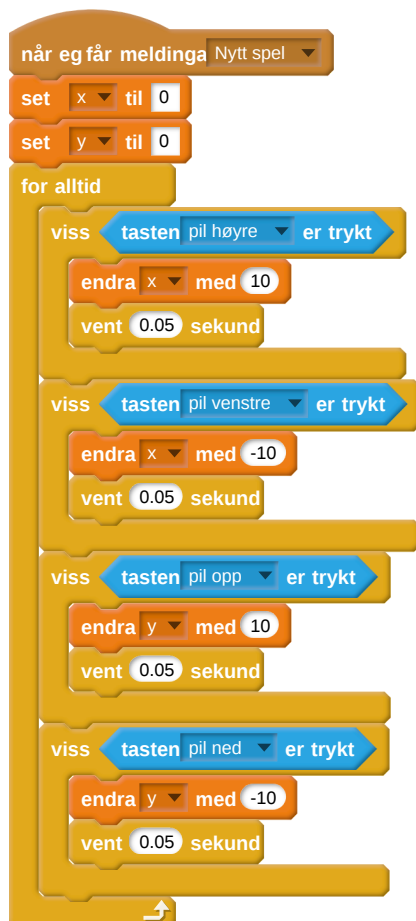 når eg får meldinga Nytt spel
set x til 0
set y til 0
for alltid
viss tasten pil høyre er trykt
endra x med 10
vent 0.05 sekund
viss tasten pil venstre er trykt
endra x med -10
vent 0.05 sekund
viss tasten pil opp er trykt
endra y med 10
vent 0.05 sekund
viss tasten pil ned er trykt
endra y med -10
vent 0.05 sekund